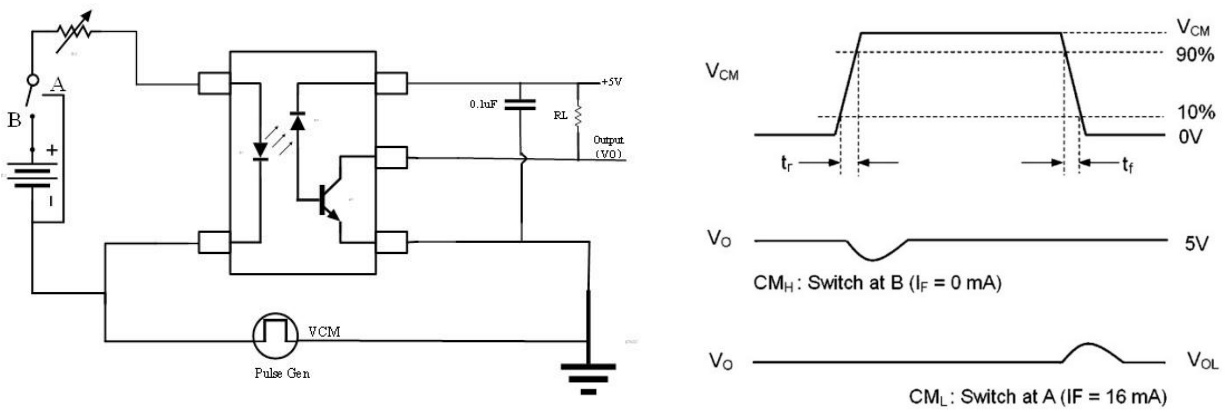 A
B
+
-
0.1uF
+5V
RL
Output
(VO)
VCM
Pulse Gen
VCM
VCM
90%
10%
0V
tr
tf
VO
5V
CMH : Switch at B (IF = 0 mA)
VO
VOL
CML : Switch at A (IF = 16 mA)